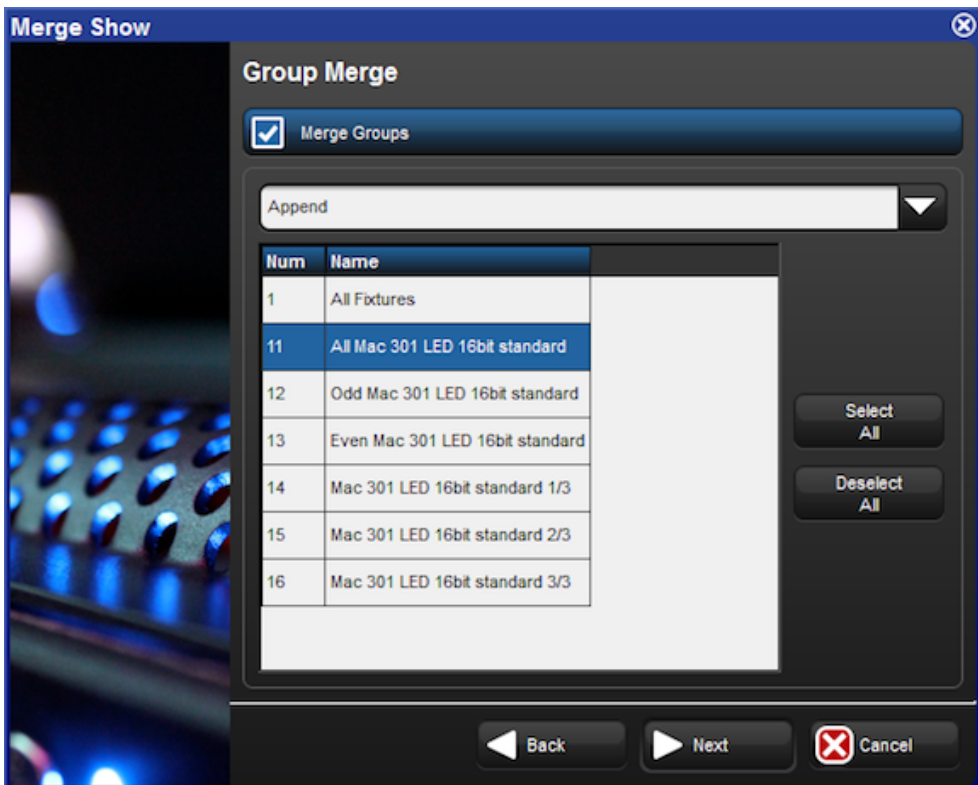 Merge Show
Group Merge
Merge Groups
Append
Num Name
1 All Fixtures
11 All Mac 301 LED 16bit standard
12 Odd Mac 301 LED 16bit standard
13 Even Mac 301 LED 16bit standard
14 Mac 301 LED 16bit standard 1/3
15 Mac 301 LED 16bit standard 2/3
16 Mac 301 LED 16bit standard 3/3
Select
All
Deselect
All
Back
Next
Cancel